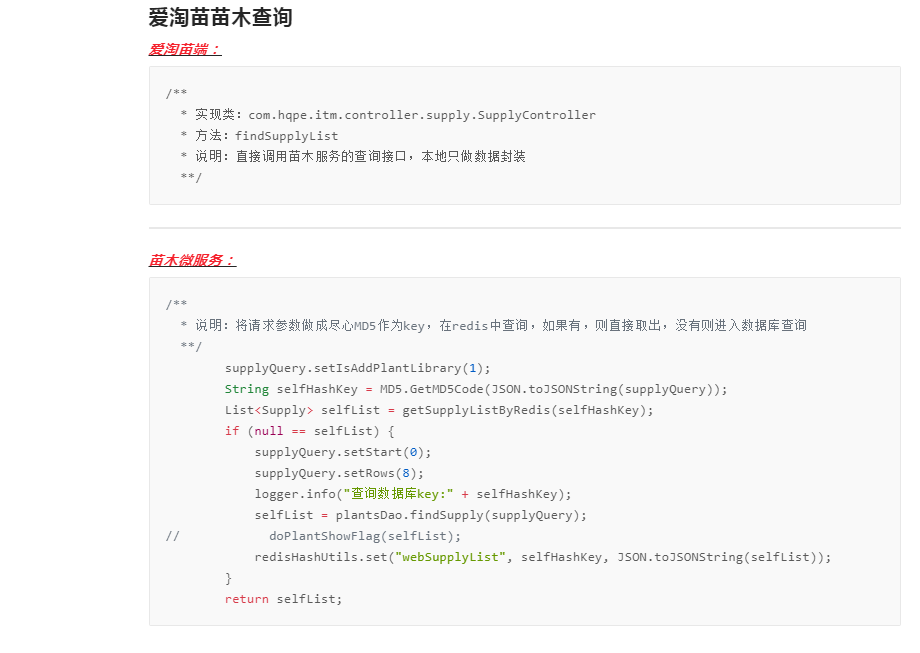 爱淘苗苗木查询
爱淘苗端：
/**
 * 实现类：com.hqpe.itm.controller.supply.SupplyController
 * 方法：findSupplyList
 * 说明：直接调用苗木服务的查询接口，本地只做数据封装
 **/
苗木微服务：
/**
 * 说明：将请求参数做成尽心MD5作为key，在redis中查询，如果有，则直接取出，没有则进入数据库查询
 **/
        supplyQuery.setIsAddPlantLibrary(1);
        String selfHashKey = MD5.GetMD5Code(JSON.toJSONString(supplyQuery));
        List<Supply> selfList = getSupplyListByRedis(selfHashKey);
        if (null == selfList) {
            supplyQuery.setStart(0);
            supplyQuery.setRows(8);
            logger.info("查询数据库key:" + selfHashKey);
            selfList = plantsDao.findSupply(supplyQuery);
//            doPlantShowFlag(selfList);
            redisHashUtils.set("webSupplyList", selfHashKey, JSON.toJSONString(selfList));
        }
        return selfList;